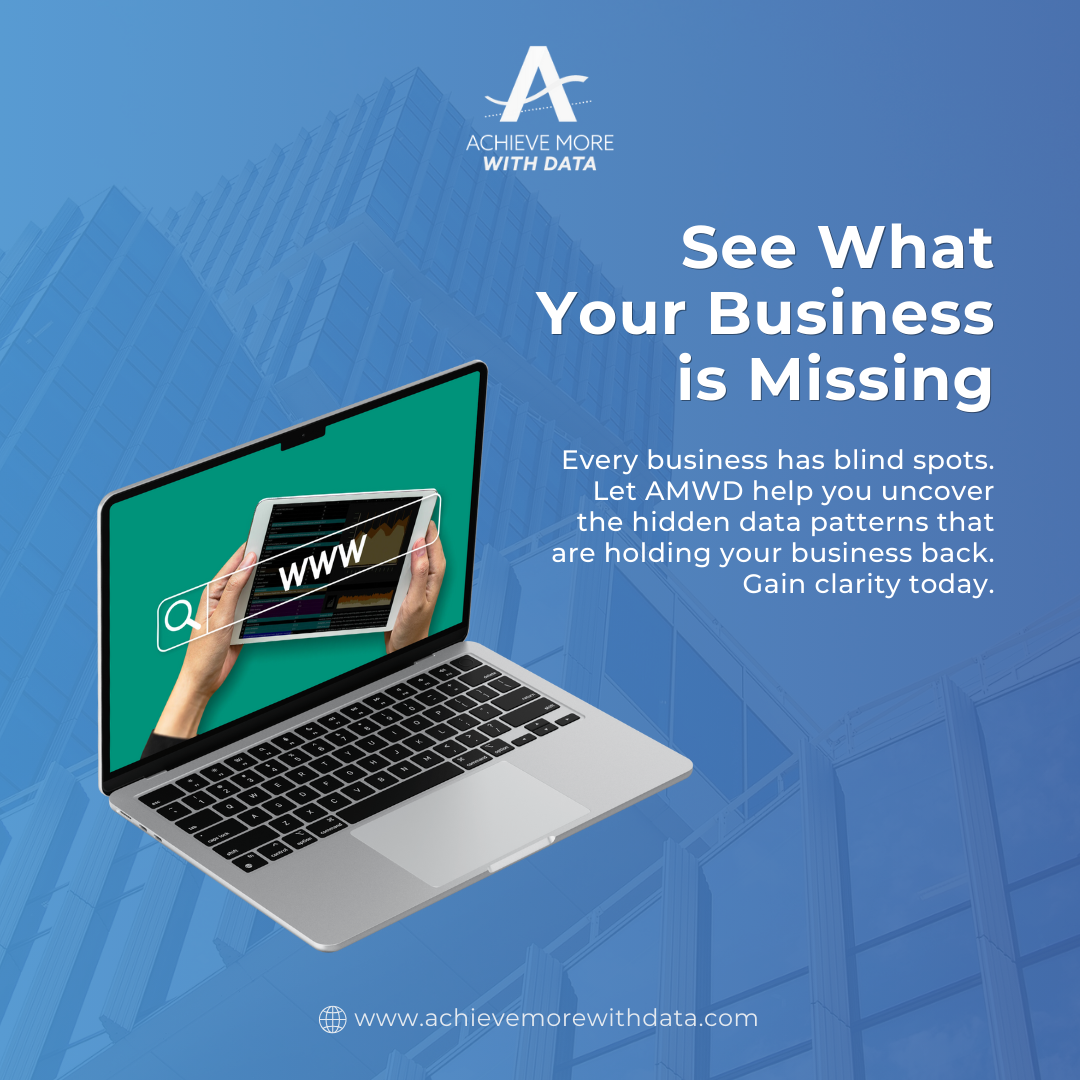 A
ACHIEVE MORE
WITH DATA
See What
Your Business
is Missing
Every business has blind spots.
Let AMWD help you uncover
the hidden data patterns that
are holding your business back.
Gain clarity today.
WWW
www.achievemorewithdata.com